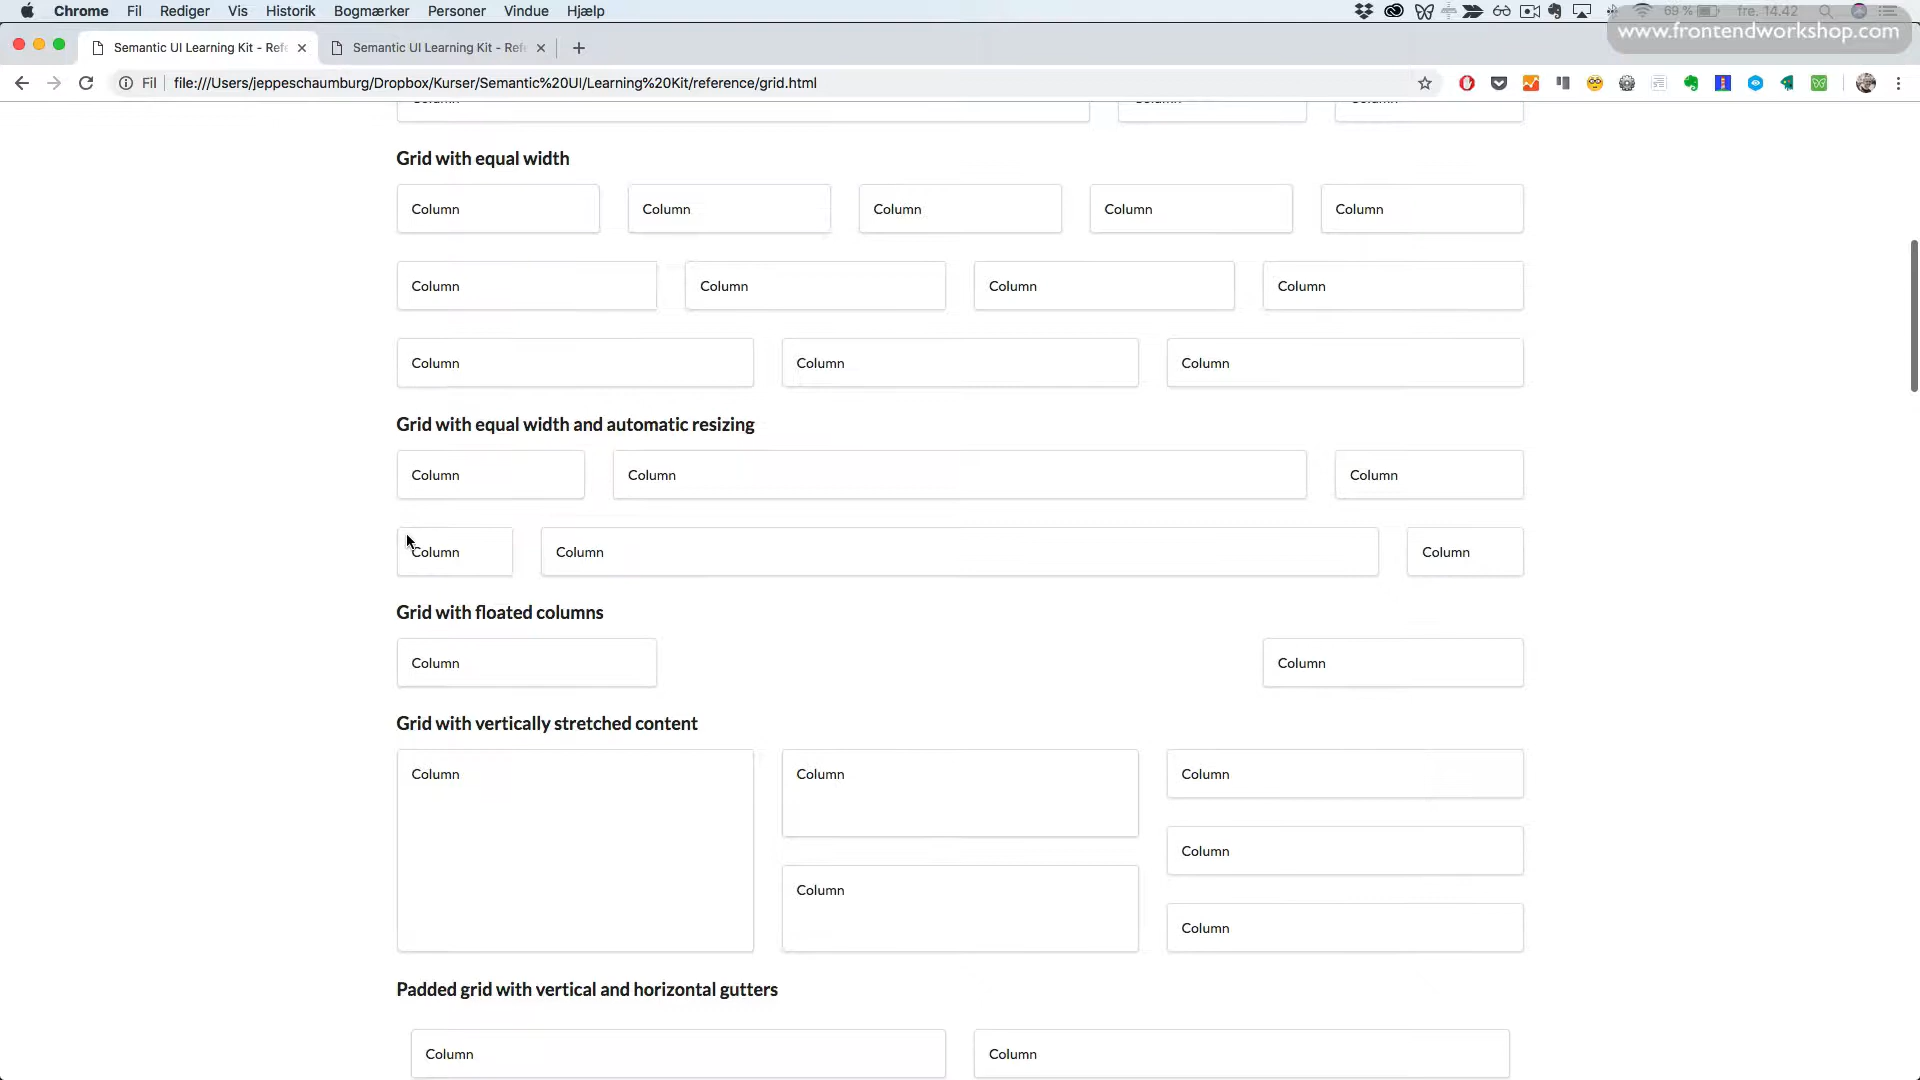 Chrome Fil Rediger Vis Historik Bogmærker Personer Vindue Hjælp 69 % fre. 14.42
www.frontendworkshop.com
Semantic UI Learning Kit - Refe Semantic UI Learning Kit - Refe
Fil file:///Users/jeppeschaumburg/Dropbox/Kurser/Semantic%20UI/Learning%20Kit/reference/grid.html
Column Column Column
Grid with equal width
Column Column Column Column Column
Column Column Column Column
Column Column Column
Grid with equal width and automatic resizing
Column Column Column
Column Column Column
Grid with floated columns
Column Column
Grid with vertically stretched content
Column Column Column
Column
Column
Column
Padded grid with vertical and horizontal gutters
Column Column